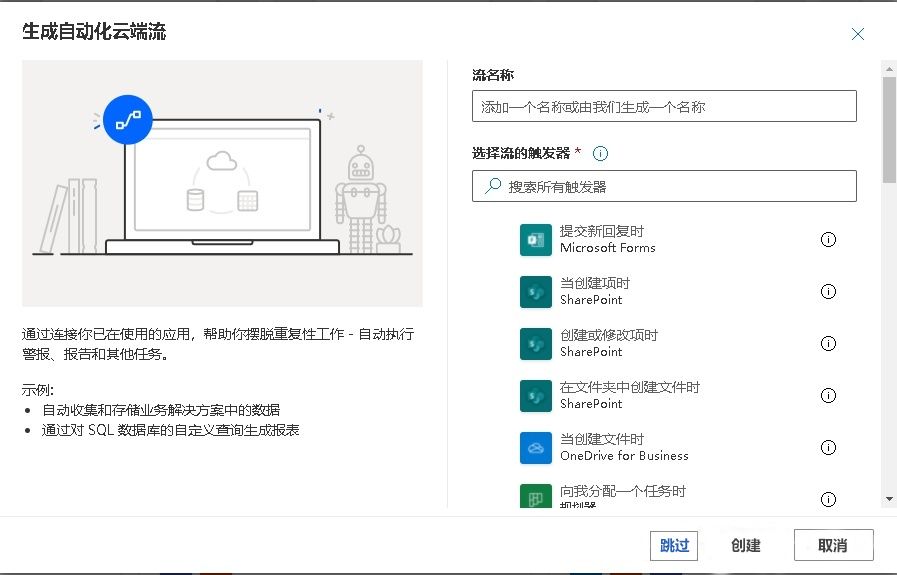 生成自动化云端流
通过连接你已在使用的应用，帮助你摆脱重复性工作 - 自动执行
警报、报告和其他任务。
示例:
自动收集和存储业务解决方案中的数据
通过对 SQL 数据库的自定义查询生成报表
流名称
添加一个名称或由我们生成一个名称
选择流的触发器 *
搜索所有触发器
提交新回复时
Microsoft Forms
当创建项时
SharePoint
创建或修改项时
SharePoint
在文件夹中创建文件时
SharePoint
当创建文件时
OneDrive for Business
向我分配一个任务时
规划器
跳过 创建 取消